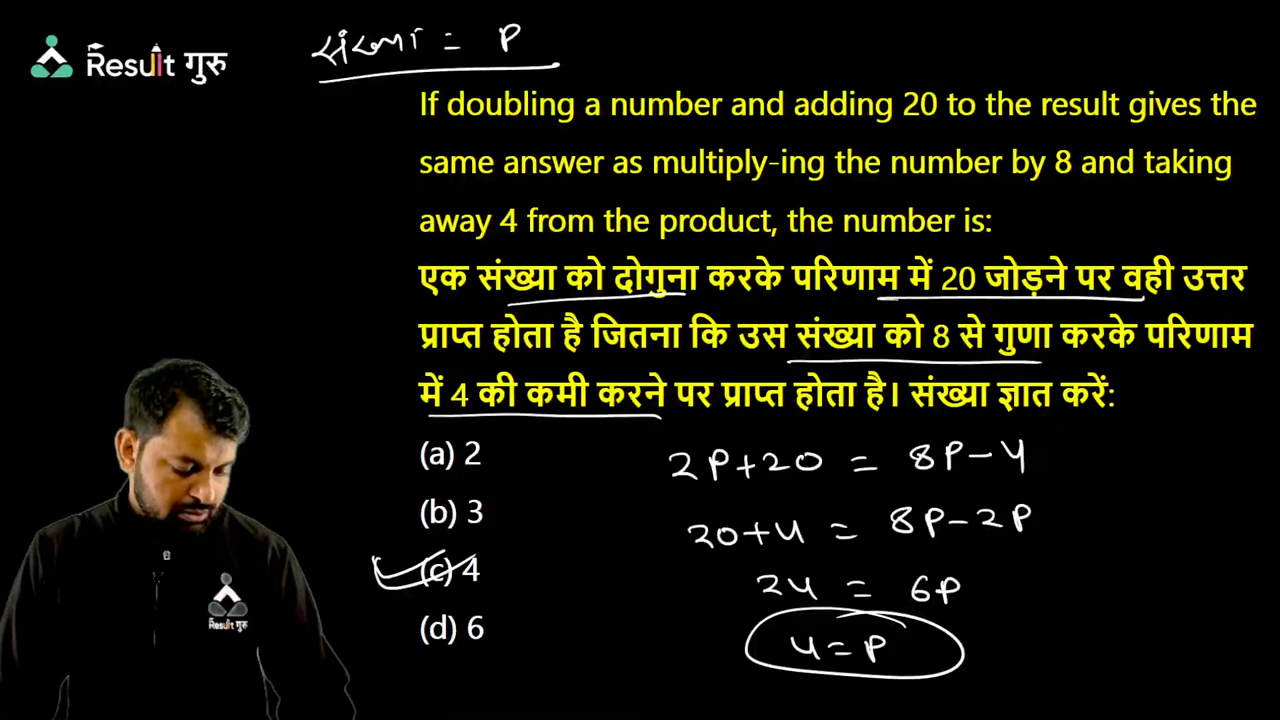 Result गुरु
संख्या = P
If doubling a number and adding 20 to the result gives the
same answer as multiply-ing the number by 8 and taking
away 4 from the product, the number is:
एक संख्या को दोगुना करके परिणाम में 20 जोड़ने पर वही उत्तर
प्राप्त होता है जितना कि उस संख्या को 8 से गुणा करके परिणाम
में 4 की कमी करने पर प्राप्त होता है। संख्या ज्ञात करें:
(a) 2
(b) 3
(c) 4
(d) 6
2P+20 = 8P-4
20+4 = 8P-2P
24 = 6P
4=P
Result गुरु